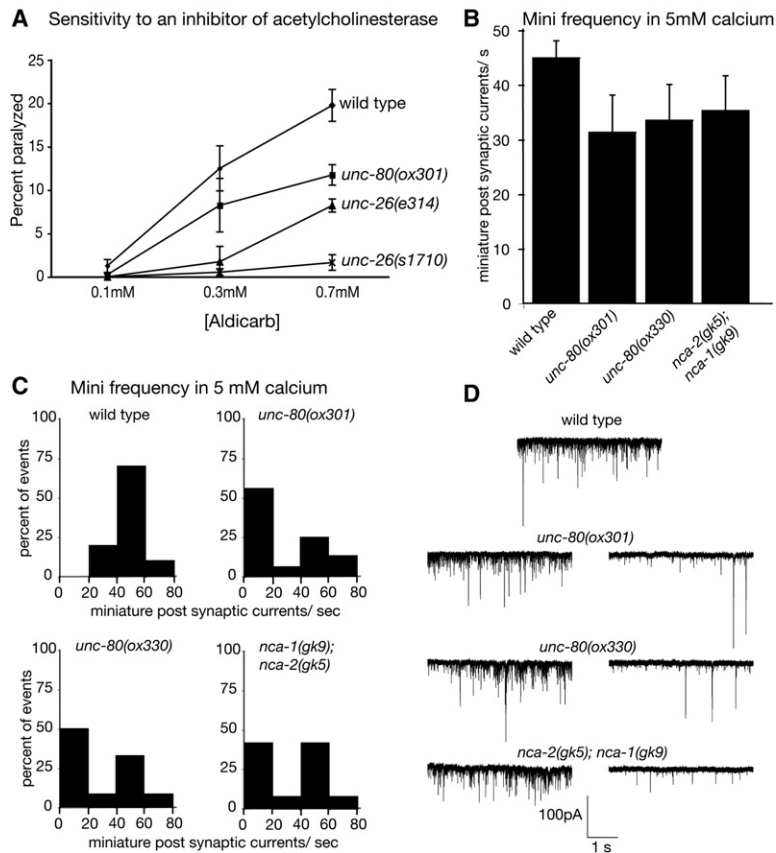 A Sensitivity to an inhibitor of acetylcholinesterase
25
20
15
10
5
0
Percent paralyzed
wild type
unc-80(ox301)
unc-26(e314)
unc-26(s1710)
0.1mM 0.3mM 0.7mM
[Aldicarb]
B Mini frequency in 5mM calcium
50
40
30
20
10
0
miniature post synaptic currents/ s
wild type
unc-80(ox301)
unc-80(ox330)
nca-2(gk5);
nca-1(gk9)
C Mini frequency in 5 mM calcium
wild type
100
75
50
25
0
percent of events
0 20 40 60 80
miniature post synaptic currents/ sec
unc-80(ox301)
100
75
50
25
0
0 20 40 60 80
unc-80(ox330)
100
75
50
25
0
percent of events
0 20 40 60 80
miniature post synaptic currents/ sec
nca-1(gk9);
nca-2(gk5)
100
75
50
25
0
0 20 40 60 80
D
wild type
unc-80(ox301)
unc-80(ox330)
nca-2(gk5); nca-1(gk9)
100pA
1 s